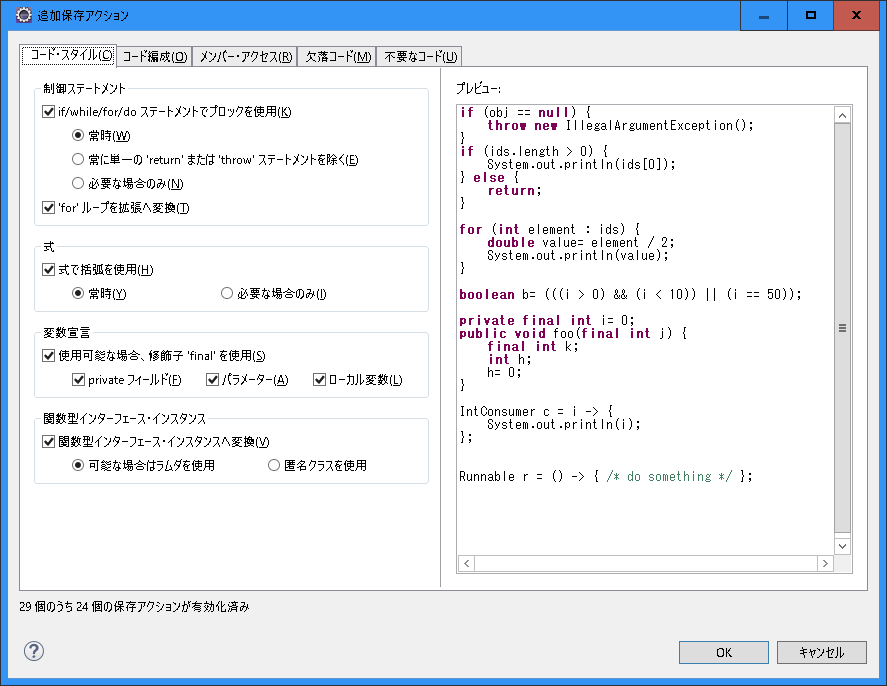 追加保存アクション
コード・スタイル(C) コード編成(O) メンバー・アクセス(R) 欠落コード(M) 不要なコード(U)
制御ステートメント
if/while/for/do ステートメントでブロックを使用(K)
常時(W)
常に単一の 'return' または 'throw' ステートメントを除く(E)
必要な場合のみ(N)
'for' ループを拡張へ変換(T)
式
式で括弧を使用(H)
常時(Y) 必要な場合のみ(I)
変数宣言
使用可能な場合、修飾子 'final' を使用(S)
private フィールド(F) パラメーター(A) ローカル変数(L)
関数型インターフェース・インスタンス
関数型インターフェース・インスタンスへ変換(V)
可能な場合はラムダを使用 匿名クラスを使用
プレビュー:
if (obj == null) {
    throw new IllegalArgumentException();
}
if (ids.length > 0) {
    System.out.println(ids[0]);
} else {
    return;
}

for (int element : ids) {
    double value= element / 2;
    System.out.println(value);
}

boolean b= (((i > 0) && (i < 10)) || (i == 50));

private final int i= 0;
public void foo(final int j) {
    final int k;
    int h;
    h= 0;
}

IntConsumer c = i -> {
    System.out.println(i);
};

Runnable r = () -> { /* do something */ };
29 個のうち 24 個の保存アクションが有効化済み
?
OK キャンセル